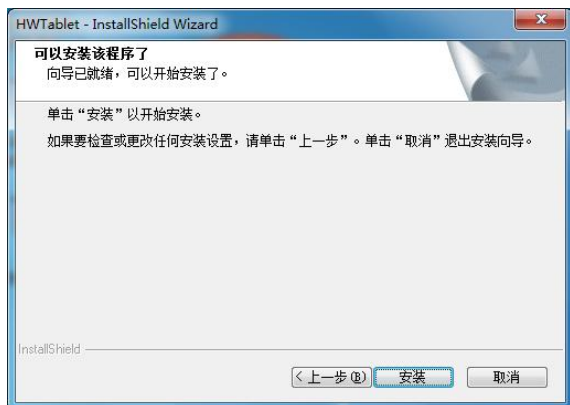 HWTablet - InstallShield Wizard
可以安装该程序了
向导已就绪，可以开始安装了。
单击“安装”以开始安装。
如果要检查或更改任何安装设置，请单击“上一步”。单击“取消”退出安装向导。
InstallShield
<上一步(B) 安装 取消